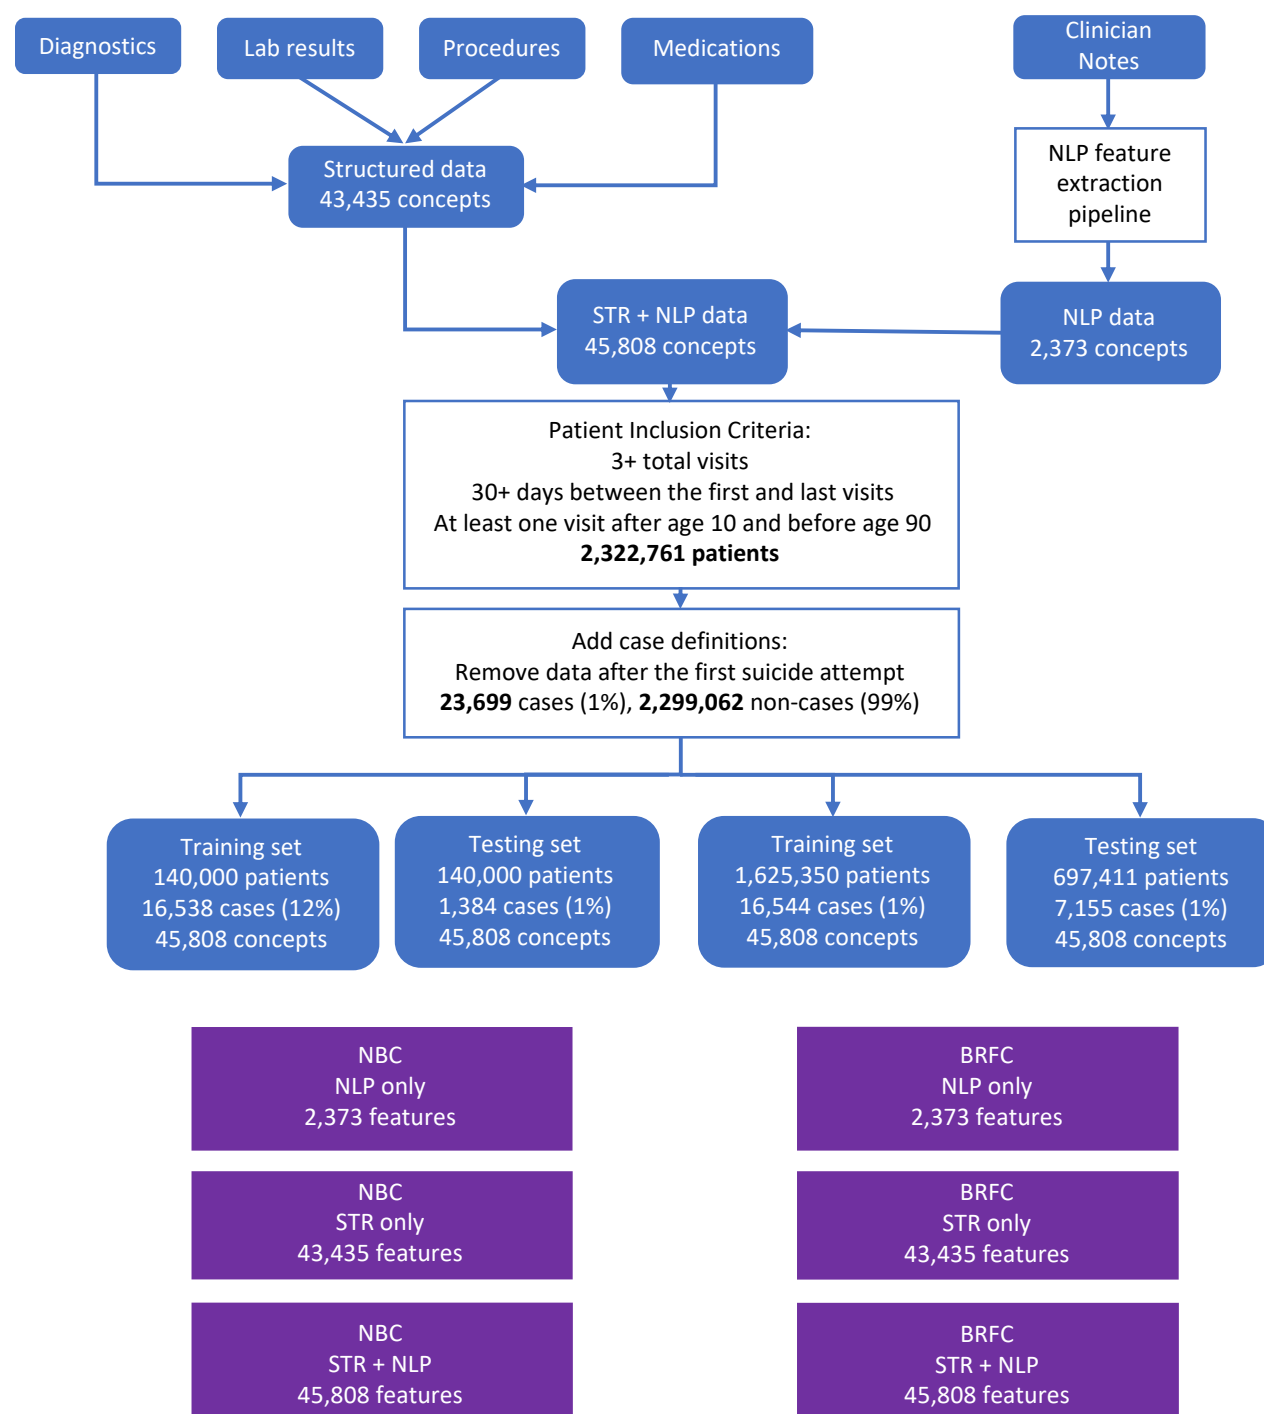 Diagnostics
Lab results
Procedures
Medications
Clinician
Notes
Structured data
43,435 concepts
NLP feature
extraction
pipeline
STR + NLP data
45,808 concepts
NLP data
2,373 concepts
Patient Inclusion Criteria:
3+ total visits
30+ days between the first and last visits
At least one visit after age 10 and before age 90
2,322,761 patients
Add case definitions:
Remove data after the first suicide attempt
23,699 cases (1%), 2,299,062 non-cases (99%)
Training set
140,000 patients
16,538 cases (12%)
45,808 concepts
Testing set
140,000 patients
1,384 cases (1%)
45,808 concepts
Training set
1,625,350 patients
16,544 cases (1%)
45,808 concepts
Testing set
697,411 patients
7,155 cases (1%)
45,808 concepts
NBC
NLP only
2,373 features
BRFC
NLP only
2,373 features
NBC
STR only
43,435 features
BRFC
STR only
43,435 features
NBC
STR + NLP
45,808 features
BRFC
STR + NLP
45,808 features